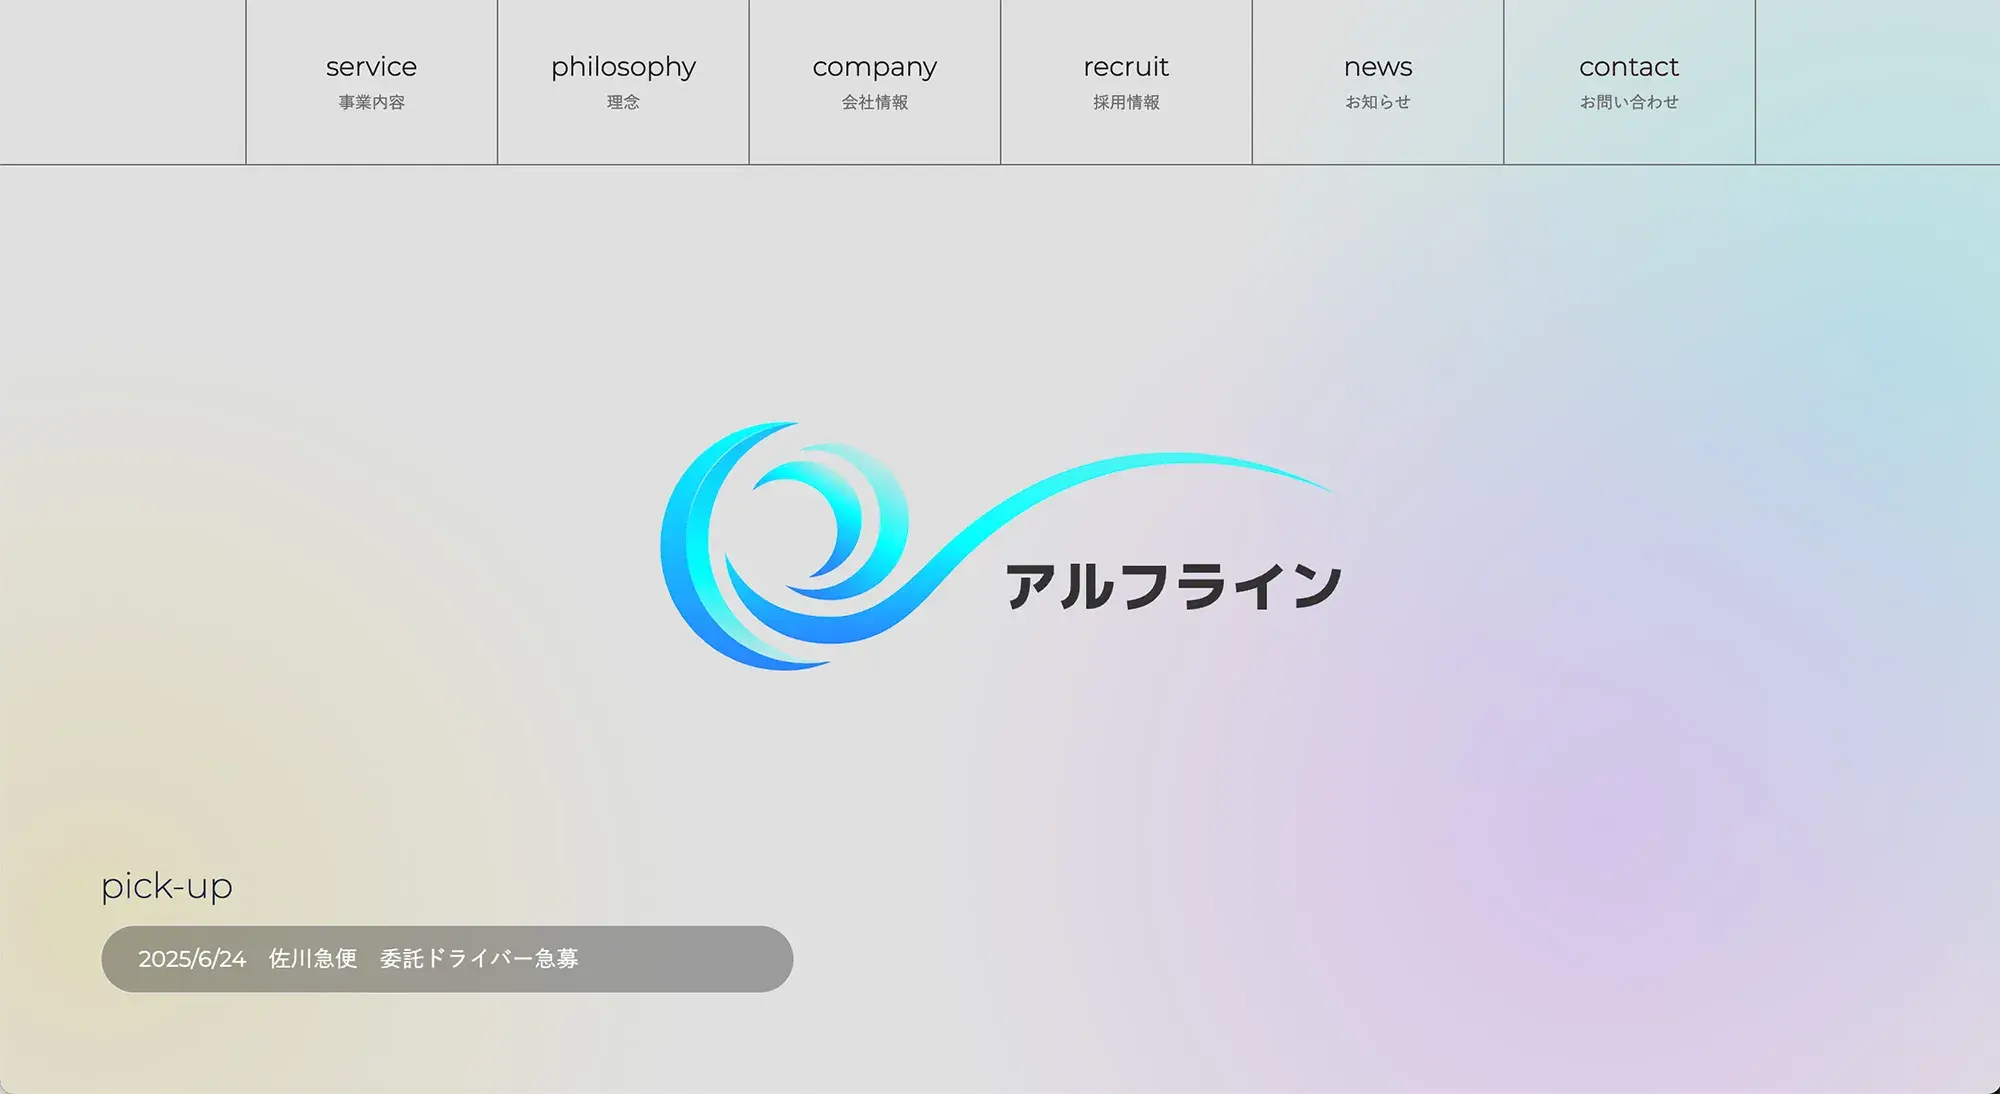 service
事業内容
philosophy
理念
company
会社情報
recruit
採用情報
news
お知らせ
contact
お問い合わせ
アルフライン
pick-up
2025/6/24　佐川急便　委託ドライバー急募